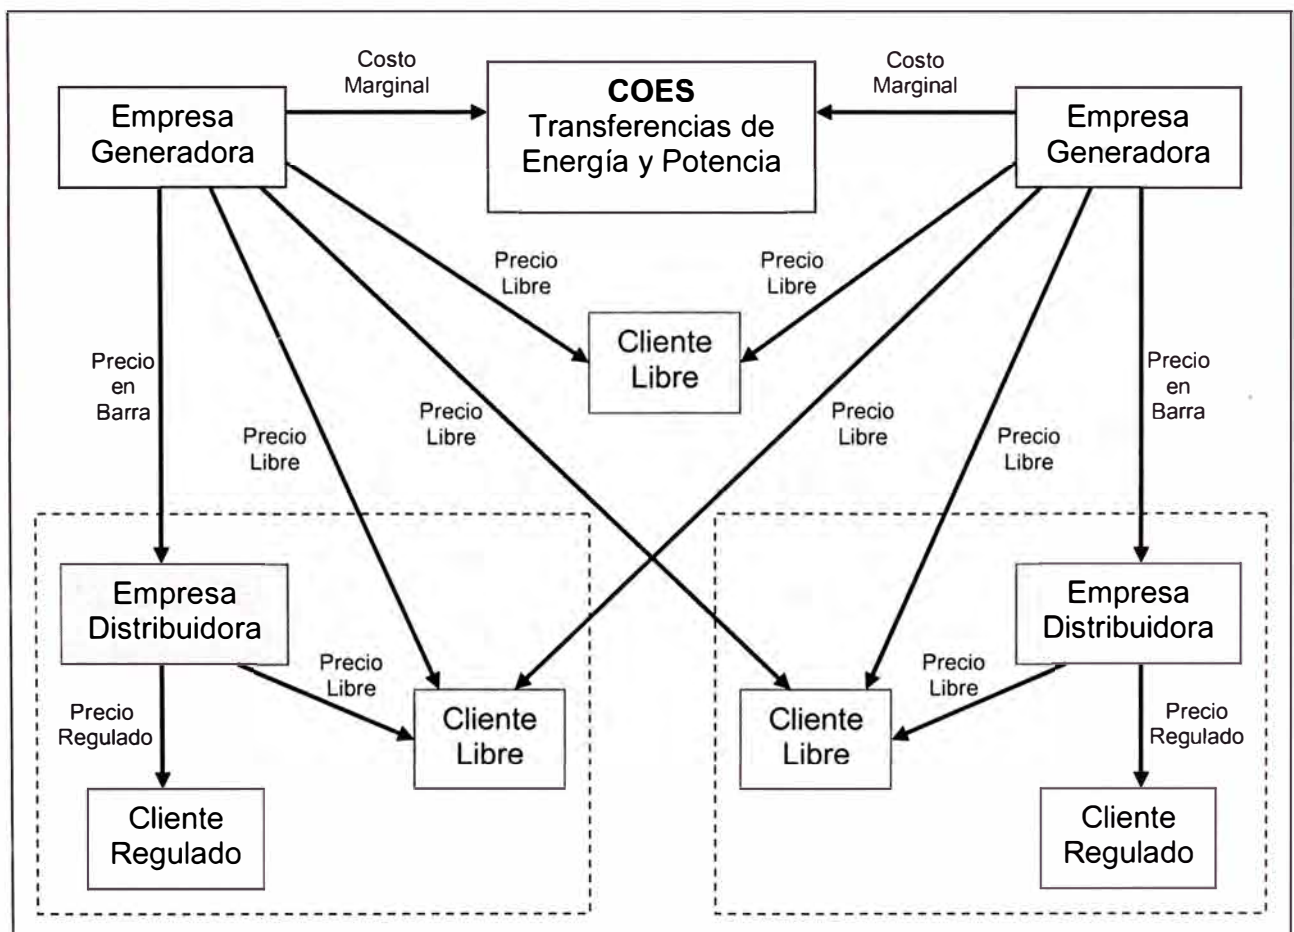 Costo
Marginal
COES
Transferencias de
Energía y Potencia
Costo
Marginal
Empresa
Generadora
Empresa
Generadora
Precio
Libre
Precio
Libre
Cliente
Libre
Precio
en
Barra
Precio
Libre
Precio
Libre
Precio
Libre
Precio
Libre
Precio
en
Barra
Empresa
Distribuidora
Empresa
Distribuidora
Precio
Libre
Precio
Libre
Precio
Regulado
Cliente
Libre
Cliente
Libre
Precio
Regulado
Cliente
Regulado
Cliente
Regulado